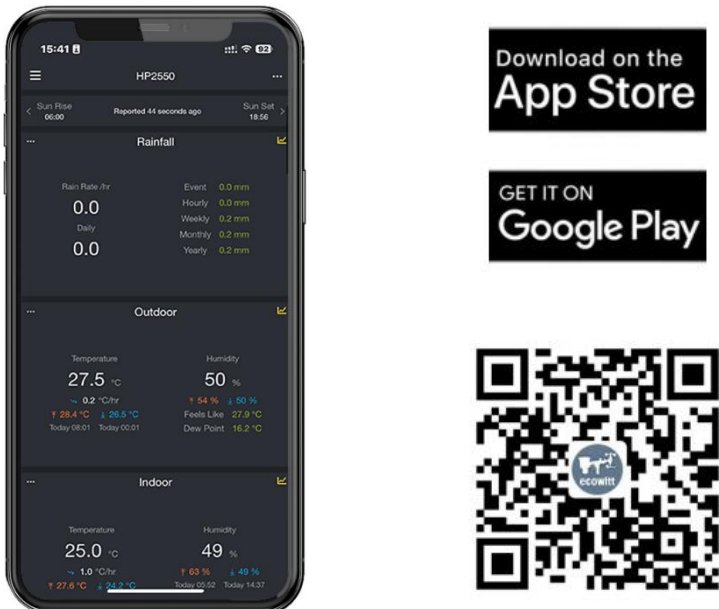 15:41 92
HP2550
Sun Rise
06:00
Reported 44 seconds ago
Sun Set
18:56
Rainfall
Rain Rate /hr
0.0
Daily
0.0
Event 0.0 mm
Hourly 0.0 mm
Weekly 0.2 mm
Monthly 0.2 mm
Yearly 0.2 mm
Outdoor
Temperature
27.5 °C
0.2 °C/hr
28.4 °C 26.5 °C
Today 08:01 Today 00:01
Humidity
50 %
54 % 50 %
Feels Like 27.9 °C
Dew Point 16.2 °C
Indoor
Temperature
25.0 °C
1.0 °C/hr
27.6 °C 24.2 °C
Humidity
49 %
63 % 49 %
Today 05:52 Today 14:37
Download on the
App Store
GET IT ON
Google Play
ecowitt